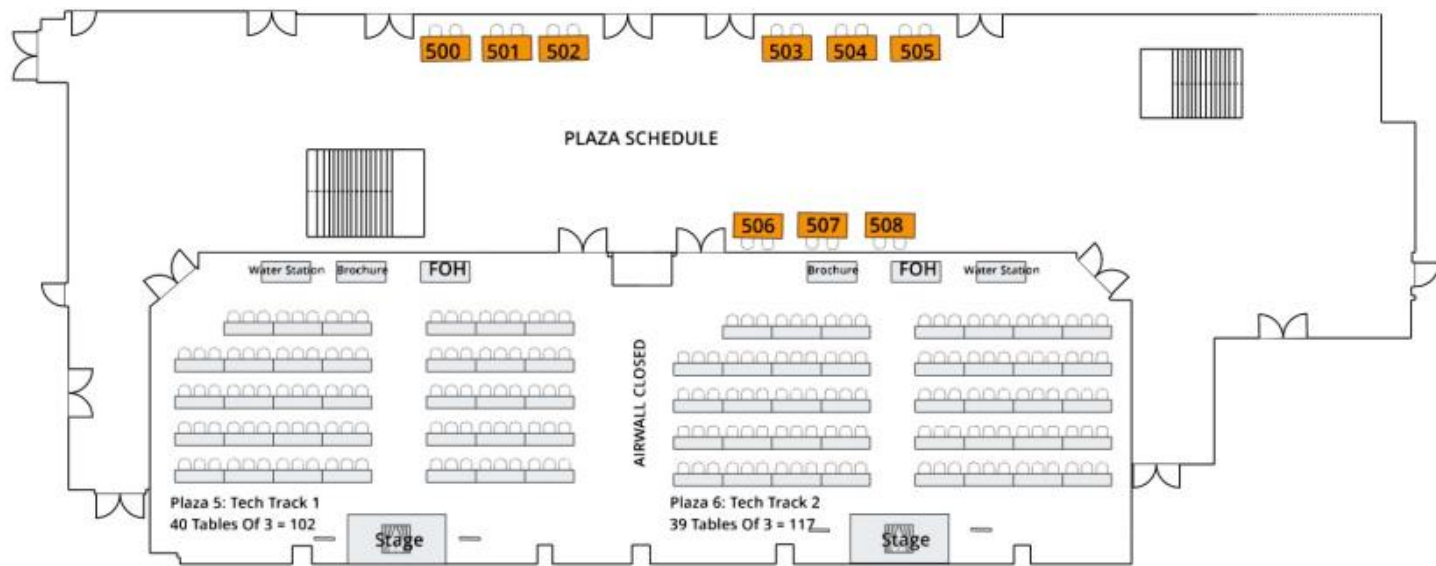 500 501 502 503 504 505
PLAZA SCHEDULE
506 507 508
Water Station Brochure FOH Brochure FOH Water Station
AIRWALL CLOSED
Plaza 5: Tech Track 1
40 Tables Of 3 = 102
Stage
Plaza 6: Tech Track 2
39 Tables Of 3 = 117
Stage